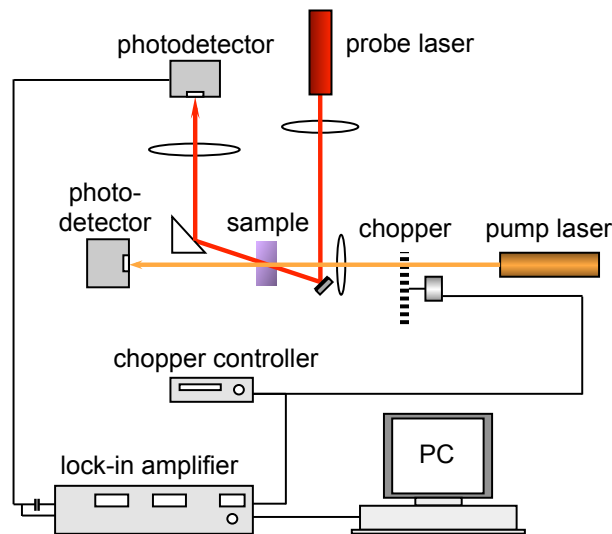 photodetector
probe laser
photo-
detector
sample
chopper
pump laser
chopper controller
lock-in amplifier
PC